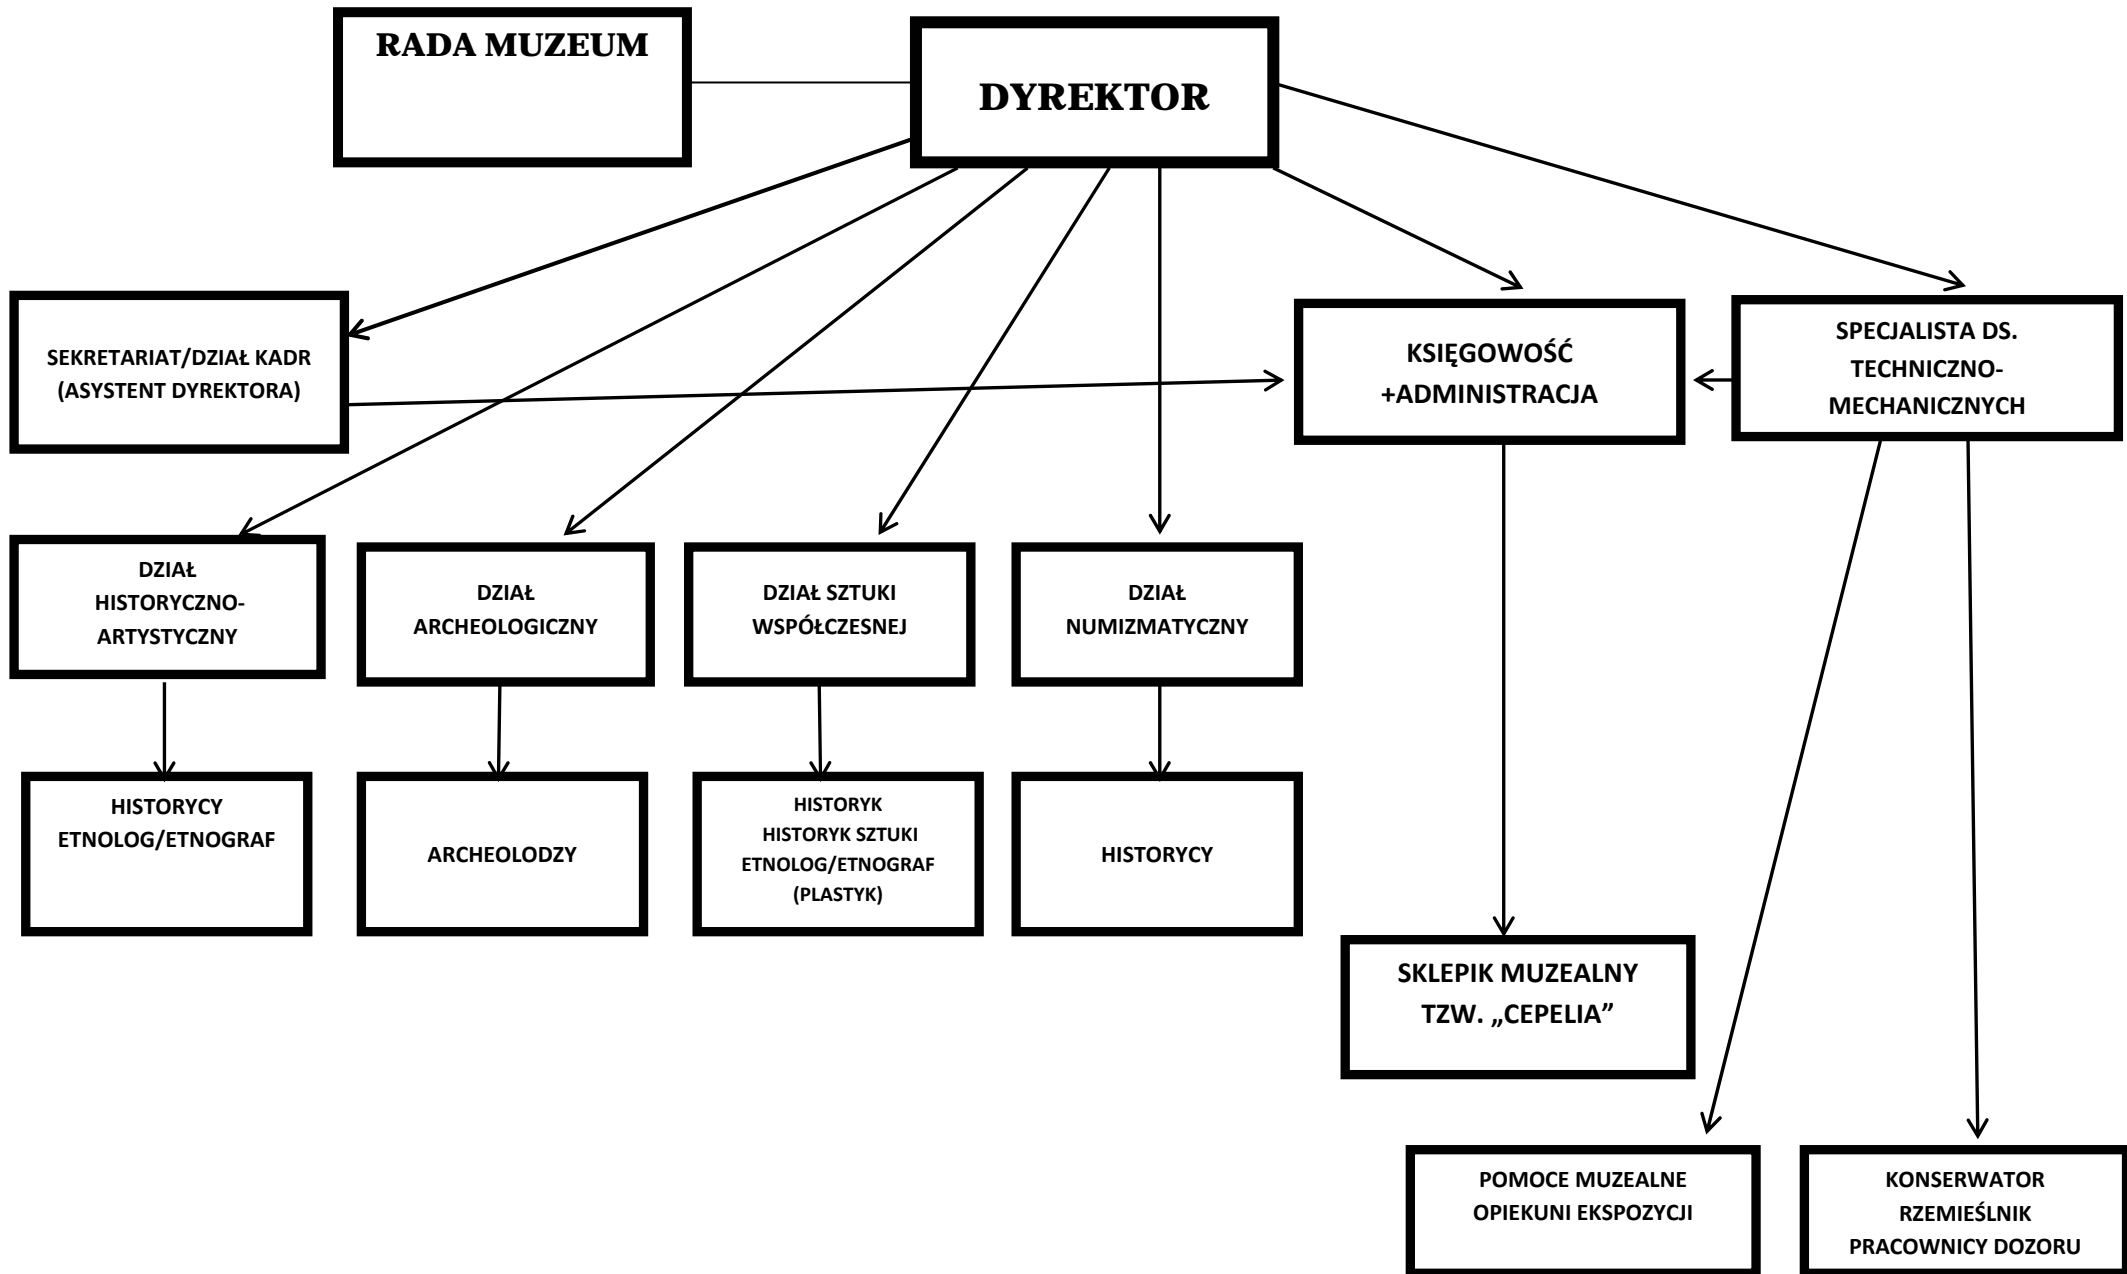 RADA MUZEUM
DYREKTOR
SEKRETARIAT/DZIAŁ KADR
(ASYSTENT DYREKTORA)
KSIĘGOWOŚĆ
+ADMINISTRACJA
SPECJALISTA DS.
TECHNICZNO-
MECHANICZNYCH
DZIAŁ
HISTORYCZNO-
ARTYSTYCZNY
DZIAŁ
ARCHEOLOGICZNY
DZIAŁ SZTUKI
WSPÓŁCZESNEJ
DZIAŁ
NUMIZMATYCZNY
HISTORYCY
ETNOLOG/ETNOGRAF
ARCHEOLODZY
HISTORYK
HISTORYK SZTUKI
ETNOLOG/ETNOGRAF
(PLASTYK)
HISTORYCY
SKLEPIK MUZEALNY
TZW. „CEPELIA”
POMOCE MUZEALNE
OPIEKUNI EKSPOZYCJI
KONSERWATOR
RZEMIEŚLNIK
PRACOWNICY DOZORU